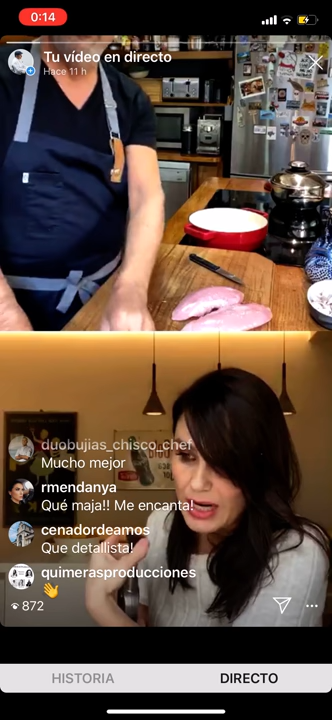 0:14
Tu vídeo en directo
Hace 11 h
duobujias_chisco_chef
Mucho mejor
rmendanya
Qué maja!! Me encanta!
cenadordeamos
Que detallista!
quimerasproducciones
👋
872
HISTORIA
DIRECTO